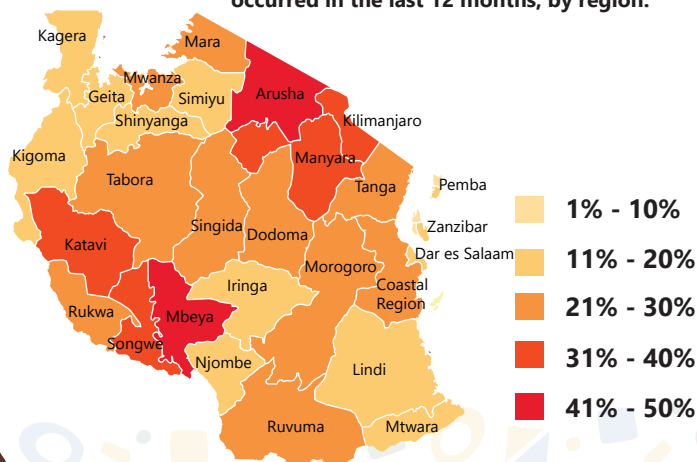 occurred in the last 12 months, by region.
Kagera
Mara
Mwanza
Geita
Simiyu
Arusha
Shinyanga
Kilimanjaro
Kigoma
Manyara
Tabora
Tanga
Pemba
Singida
Dodoma
Zanzibar
Katavi
Dar es Salaam
Morogoro
Iringa
Coastal
Region
Rukwa
Mbeya
Songwe
Njombe
Lindi
Ruvuma
Mtwara
1% - 10%
11% - 20%
21% - 30%
31% - 40%
41% - 50%